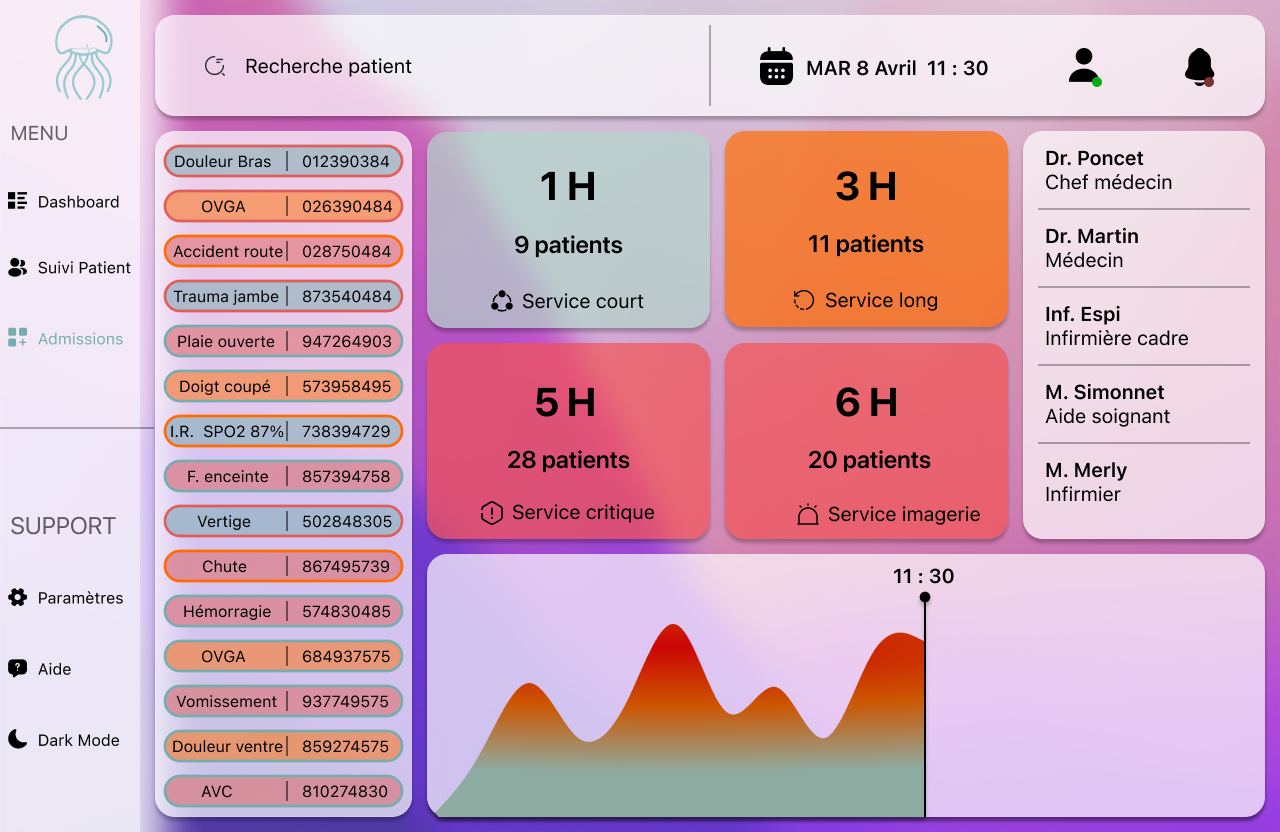 MENU
Dashboard
Suivi Patient
Admissions
SUPPORT
Paramètres
Aide
Dark Mode
Recherche patient
MAR 8 Avril 11 : 30
Douleur Bras | 012390384
OVGA | 026390484
Accident route | 028750484
Trauma jambe | 873540484
Plaie ouverte | 947264903
Doigt coupé | 573958495
I.R. SPO2 87% | 738394729
F. enceinte | 857394758
Vertige | 502848305
Chute | 867495739
Hémorragie | 574830485
OVGA | 684937575
Vomissement | 937749575
Douleur ventre | 859274575
AVC | 810274830
1 H
9 patients
Service court
3 H
11 patients
Service long
5 H
28 patients
Service critique
6 H
20 patients
Service imagerie
Dr. Poncet
Chef médecin
Dr. Martin
Médecin
Inf. Espi
Infirmière cadre
M. Simonnet
Aide soignant
M. Merly
Infirmier
11 : 30